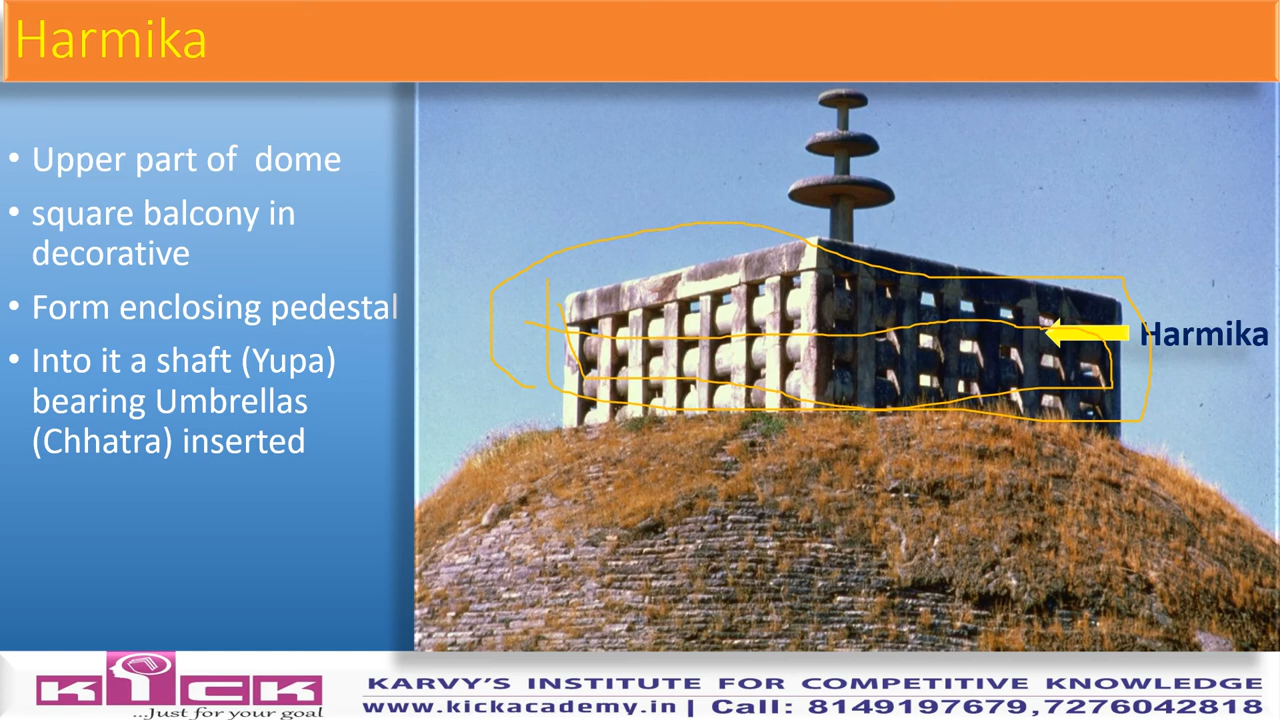 Harmika
• Upper part of dome
• square balcony in
decorative
• Form enclosing pedestal
• Into it a shaft (Yupa)
bearing Umbrellas
(Chhatra) inserted
Harmika
KICK
...Just for your goal
KARVY'S INSTITUTE FOR COMPETITIVE KNOWLEDGE
www.kickacademy.in | Call: 8149197679,7276042818